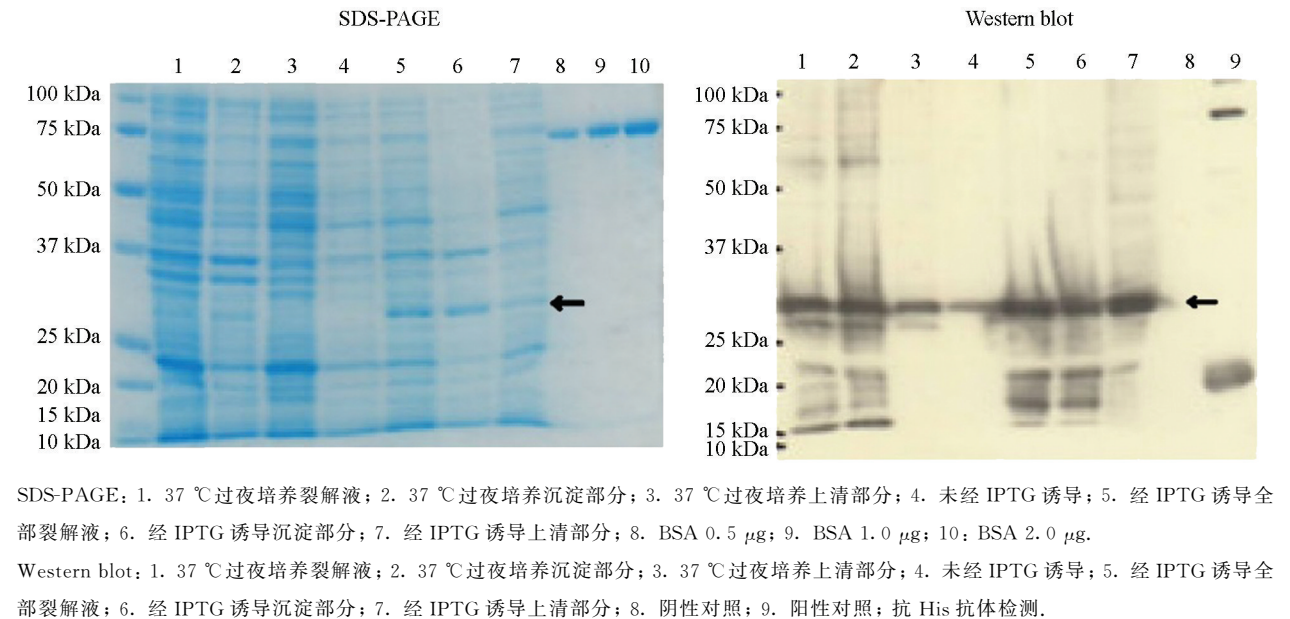 SDS-PAGE
Western blot
1 2 3 4 5 6 7 8 9 10
1 2 3 4 5 6 7 8 9
100 kDa
75 kDa
50 kDa
37 kDa
25 kDa
20 kDa
15 kDa
10 kDa
100 kDa
75 kDa
50 kDa
37 kDa
25 kDa
20 kDa
15 kDa
10 kDa
SDS-PAGE: 1. 37 ℃过夜培养裂解液; 2. 37 ℃过夜培养沉淀部分; 3. 37 ℃过夜培养上清部分; 4. 未经 IPTG 诱导; 5. 经 IPTG 诱导全
部裂解液; 6. 经 IPTG 诱导沉淀部分; 7. 经 IPTG 诱导上清部分; 8. BSA 0.5 μg; 9. BSA 1.0 μg; 10: BSA 2.0 μg.
Western blot: 1. 37 ℃过夜培养裂解液; 2. 37 ℃过夜培养沉淀部分; 3. 37 ℃过夜培养上清部分; 4. 未经 IPTG 诱导; 5. 经 IPTG 诱导全
部裂解液; 6. 经 IPTG 诱导沉淀部分; 7. 经 IPTG 诱导上清部分; 8. 阴性对照; 9. 阳性对照; 抗 His 抗体检测.